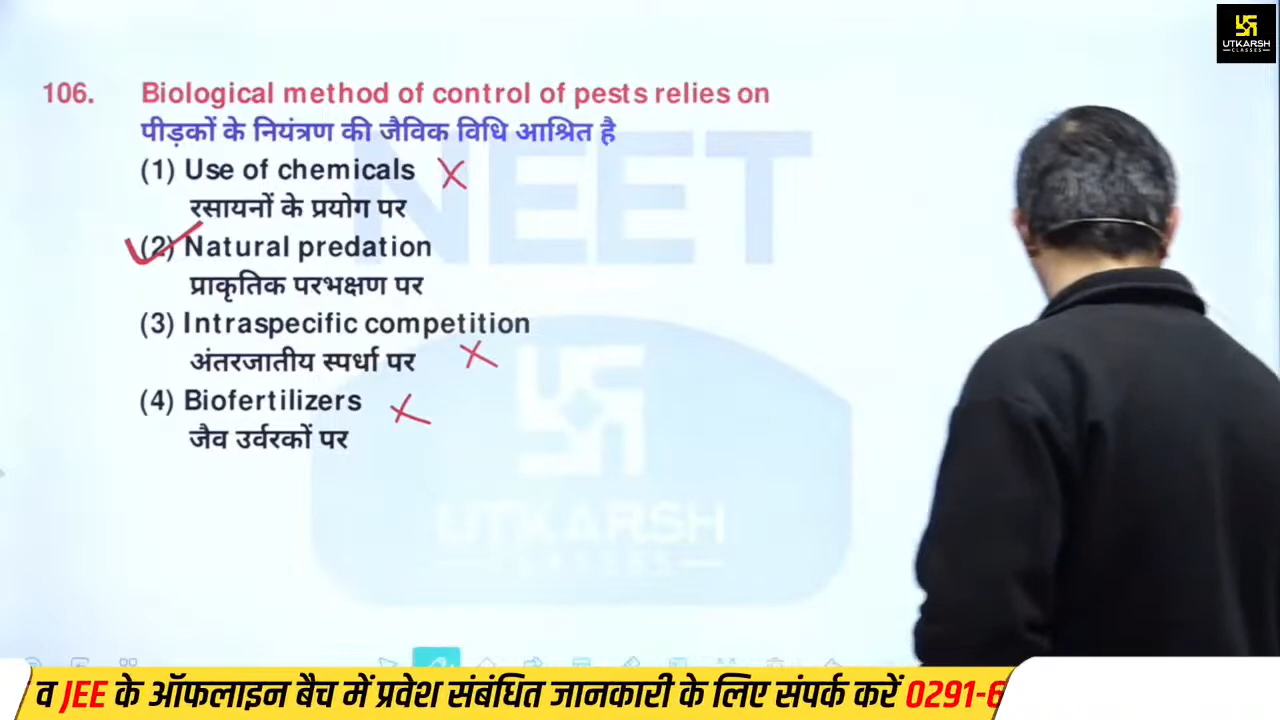 UTKARSH
CLASSES
106. Biological method of control of pests relies on
पीड़कों के नियंत्रण की जैविक विधि आश्रित है
(1) Use of chemicals
रसायनों के प्रयोग पर
(2) Natural predation
प्राकृतिक परभक्षण पर
(3) Intraspecific competition
अंतरजातीय स्पर्धा पर
(4) Biofertilizers
जैव उर्वरकों पर
NEET
UTKARSH
CLASSES
व JEE के ऑफलाइन बैच में प्रवेश संबंधित जानकारी के लिए संपर्क करें 0291-6